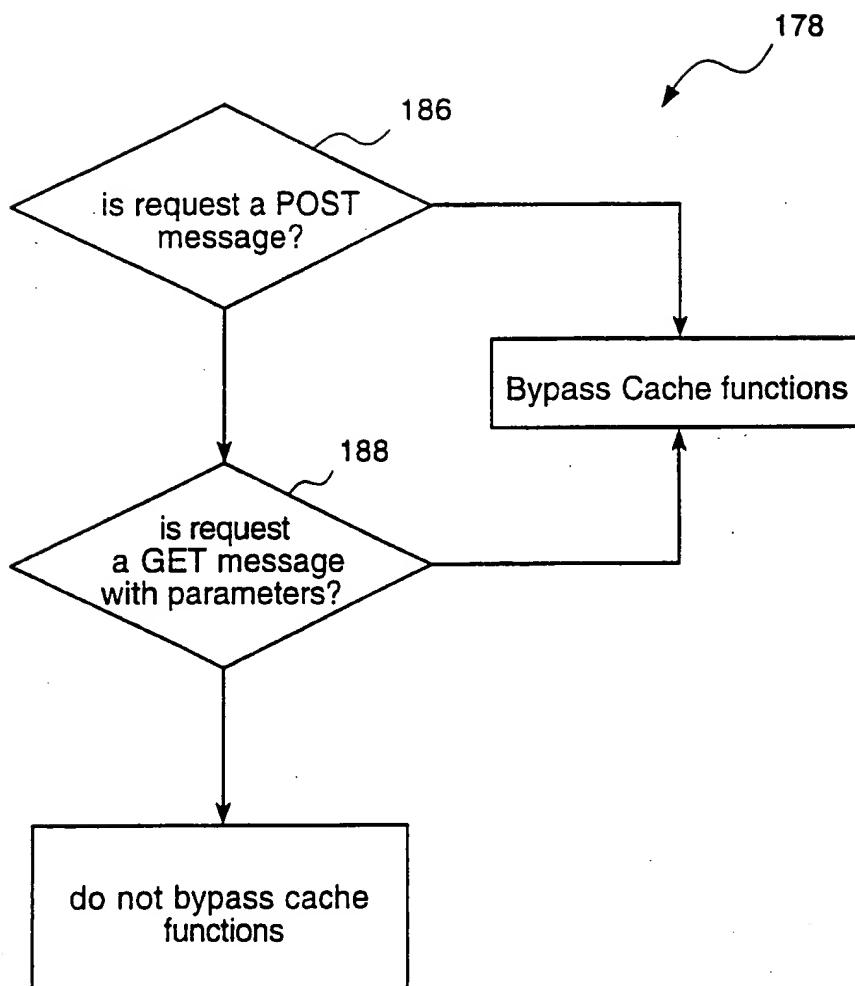 178
186
is request a POST
message?
Bypass Cache functions
188
is request
a GET message
with parameters?
do not bypass cache
functions